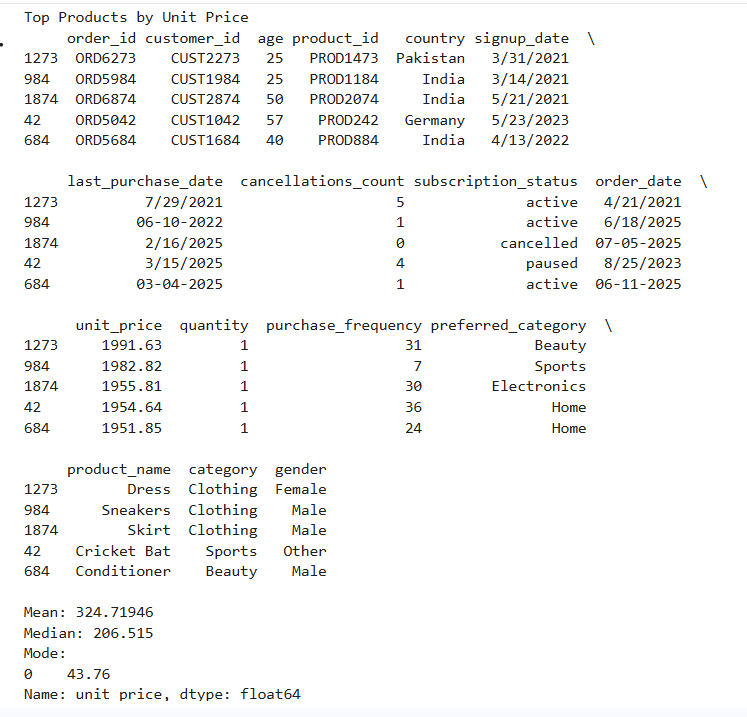 Top Products by Unit Price
order_id customer_id age product_id country signup_date \
1273 ORD6273 CUST2273 25 PROD1473 Pakistan 3/31/2021
984 ORD5984 CUST1984 25 PROD1184 India 3/14/2021
1874 ORD6874 CUST2874 50 PROD2074 India 5/21/2021
42 ORD5042 CUST1042 57 PROD242 Germany 5/23/2023
684 ORD5684 CUST1684 40 PROD884 India 4/13/2022
last_purchase_date cancellations_count subscription_status order_date \
1273 7/29/2021 5 active 4/21/2021
984 06-10-2022 1 active 6/18/2025
1874 2/16/2025 0 cancelled 07-05-2025
42 3/15/2025 4 paused 8/25/2023
684 03-04-2025 1 active 06-11-2025
unit_price quantity purchase_frequency preferred_category \
1273 1991.63 1 31 Beauty
984 1982.82 1 7 Sports
1874 1955.81 1 30 Electronics
42 1954.64 1 36 Home
684 1951.85 1 24 Home
product_name category gender
1273 Dress Clothing Female
984 Sneakers Clothing Male
1874 Skirt Clothing Male
42 Cricket Bat Sports Other
684 Conditioner Beauty Male
Mean: 324.71946
Median: 206.515
Mode:
0 43.76
Name: unit_price, dtype: float64